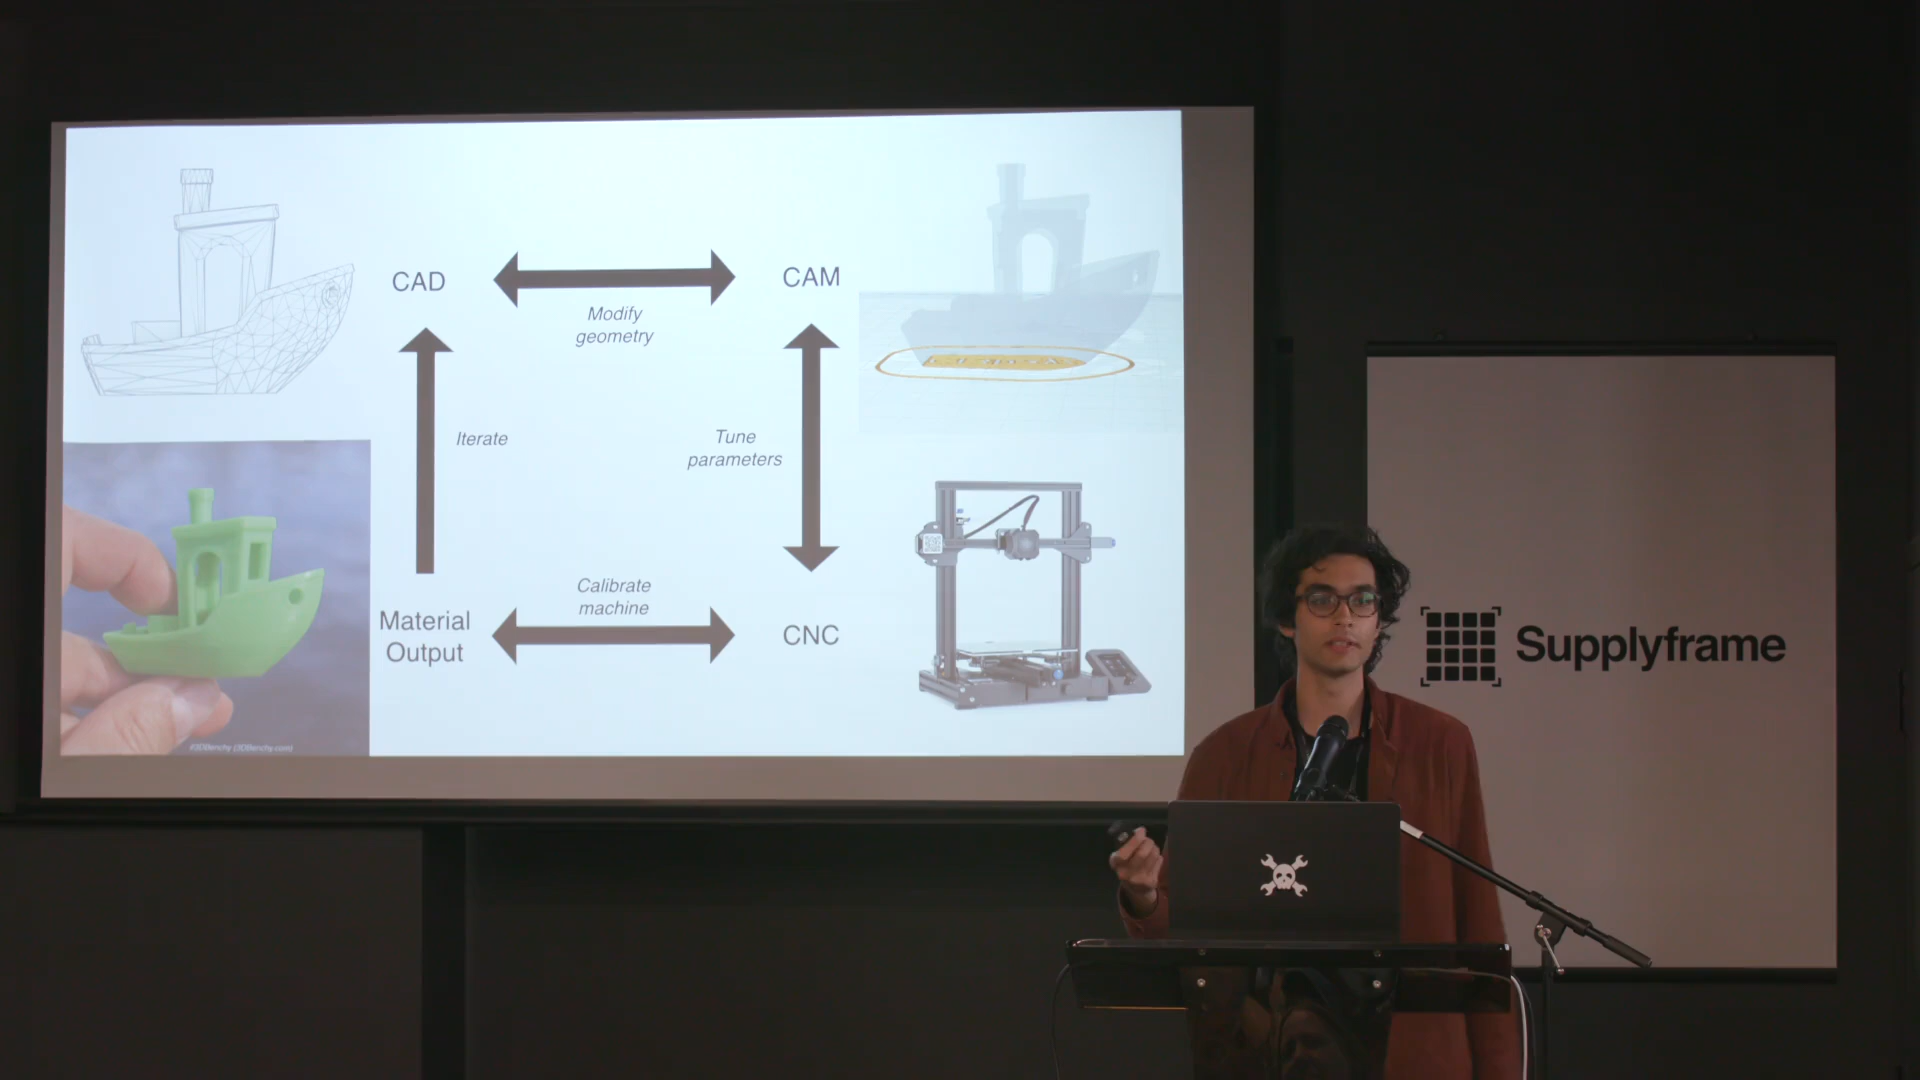 CAD
CAM
Modify
geometry
Iterate
Tune
parameters
Calibrate
machine
Material
Output
CNC
#3DBenchy (3DBenchy.com)
Supplyframe